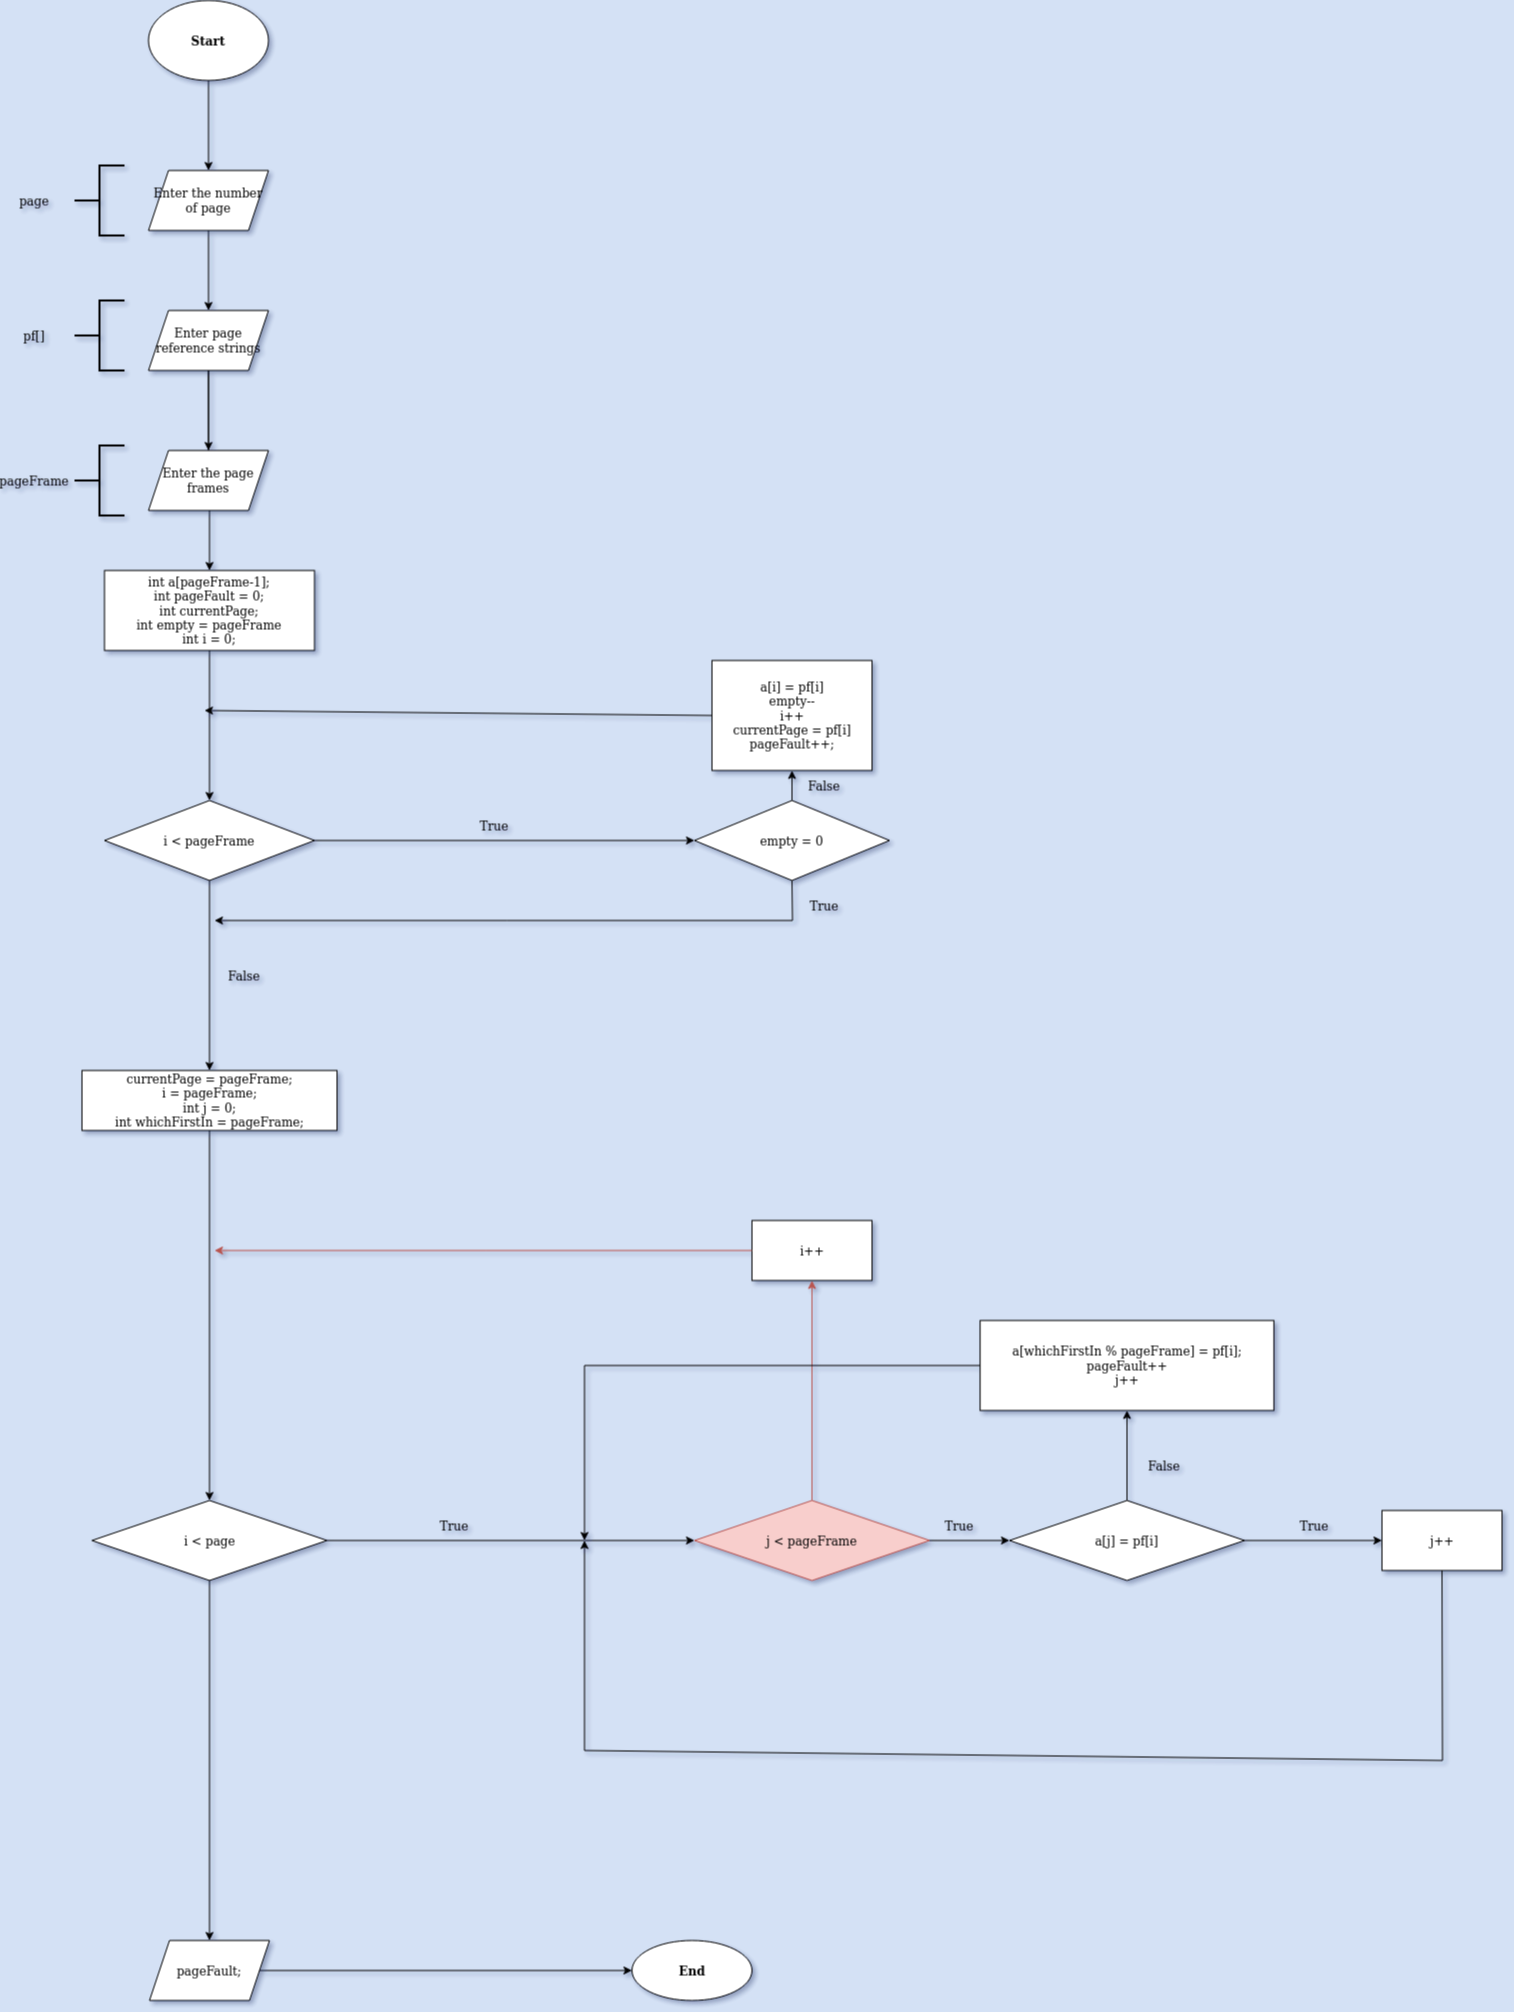 Start
page
Enter the number
of page
pf[]
Enter page
reference strings
pageFrame
Enter the page
frames
int a[pageFrame-1];
int pageFault = 0;
int currentPage;
int empty = pageFrame
int i = 0;
a[i] = pf[i]
empty--
i++
currentPage = pf[i]
pageFault++;
False
i < pageFrame
True
empty = 0
True
False
currentPage = pageFrame;
i = pageFrame;
int j = 0;
int whichFirstIn = pageFrame;
i++
a[whichFirstIn % pageFrame] = pf[i];
pageFault++
j++
False
i < page
True
j < pageFrame
True
a[j] = pf[i]
True
j++
pageFault;
End